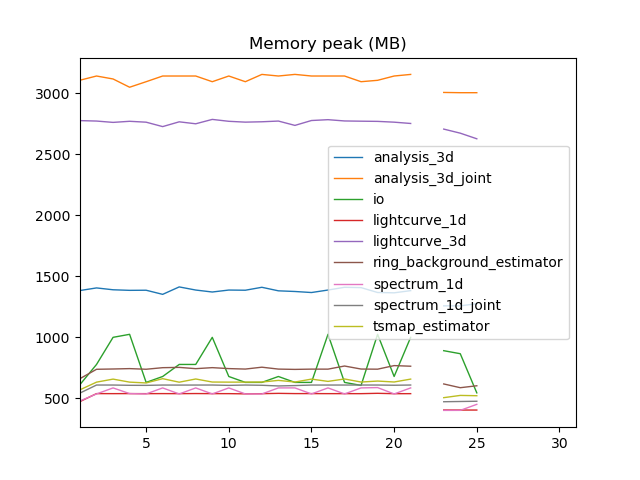 Memory peak (MB)
3000
2500
2000
1500
1000
500
analysis_3d
analysis_3d_joint
io
lightcurve_1d
lightcurve_3d
ring_background_estimator
spectrum_1d
spectrum_1d_joint
tsmap_estimator
5 10 15 20 25 30